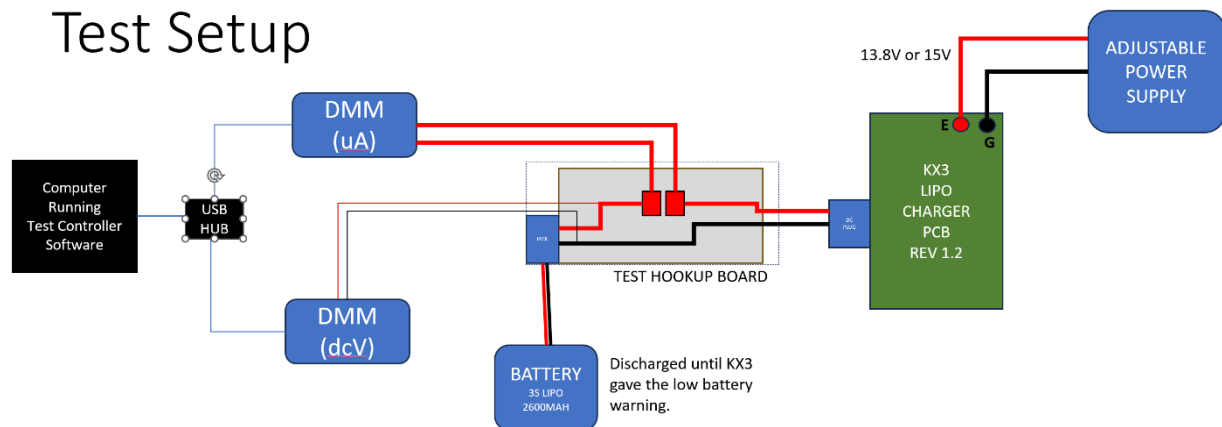 Test Setup
DMM
(uA)
13.8V or 15V
ADJUSTABLE
POWER
SUPPLY
E
G
Computer
Running
Test Controller
Software
USB
HUB
JACK
DC
PLUG
KX3
LIPO
CHARGER
PCB
REV 1.2
TEST HOOKUP BOARD
DMM
(dcV)
BATTERY
3S LIPO
2600MAH
Discharged until KX3
gave the low battery
warning.